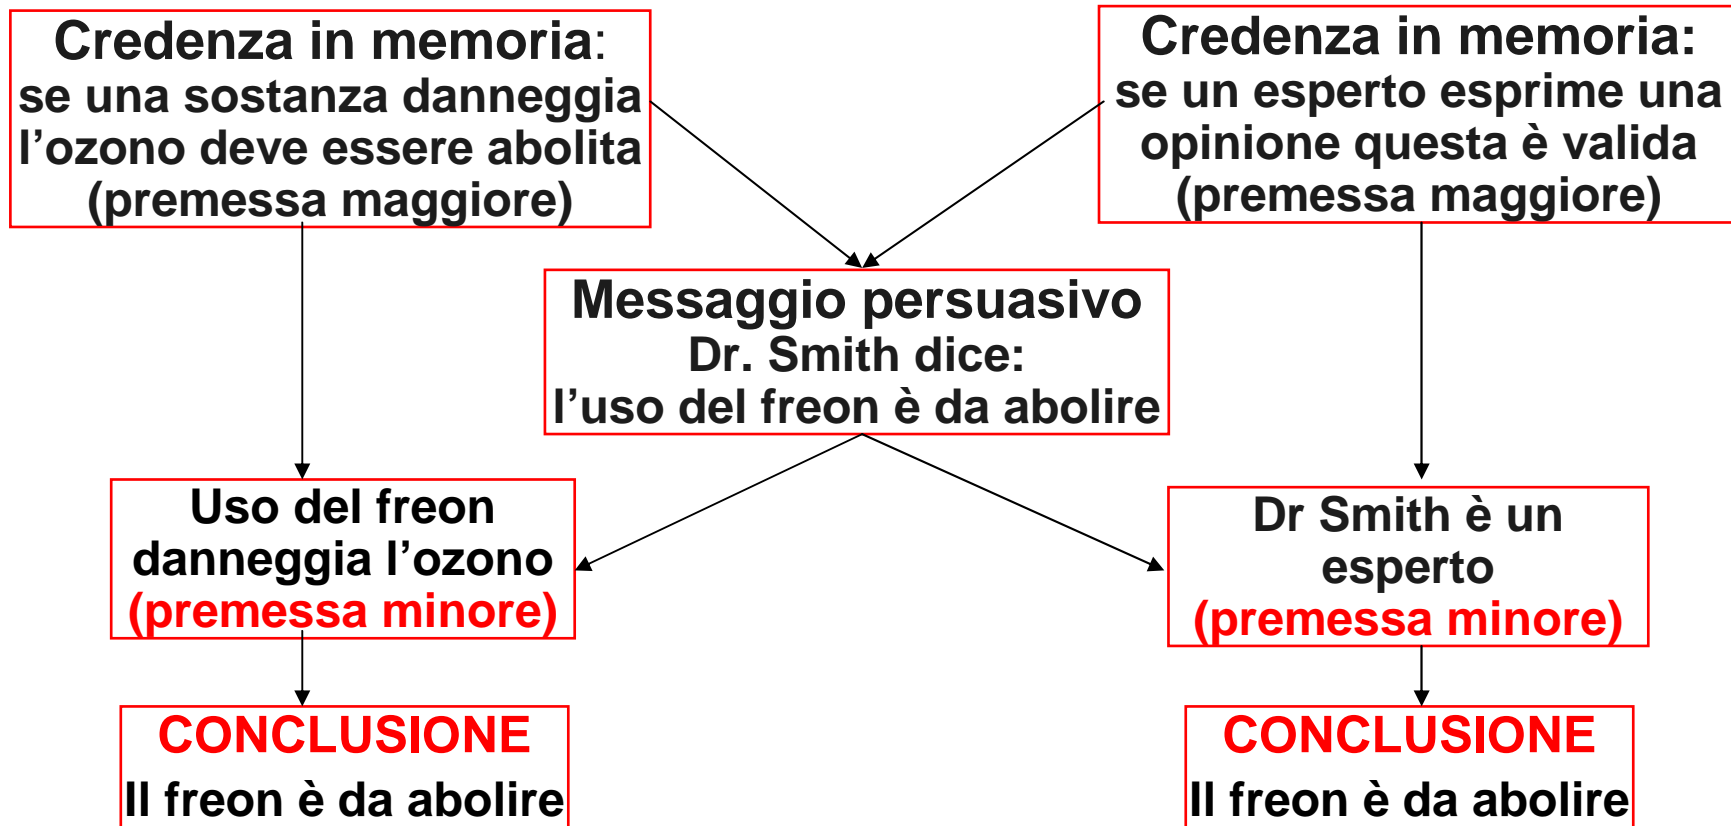 Credenza in memoria:
se una sostanza danneggia
l’ozono deve essere abolita
(premessa maggiore)
Credenza in memoria:
se un esperto esprime una
opinione questa è valida
(premessa maggiore)
Messaggio persuasivo
Dr. Smith dice:
l’uso del freon è da abolire
Uso del freon
danneggia l’ozono
(premessa minore)
Dr Smith è un
esperto
(premessa minore)
CONCLUSIONE
Il freon è da abolire
CONCLUSIONE
Il freon è da abolire